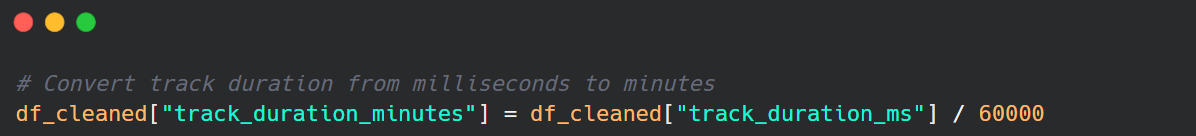 # Convert track duration from milliseconds to minutes
df_cleaned["track_duration_minutes"] = df_cleaned["track_duration_ms"] / 60000